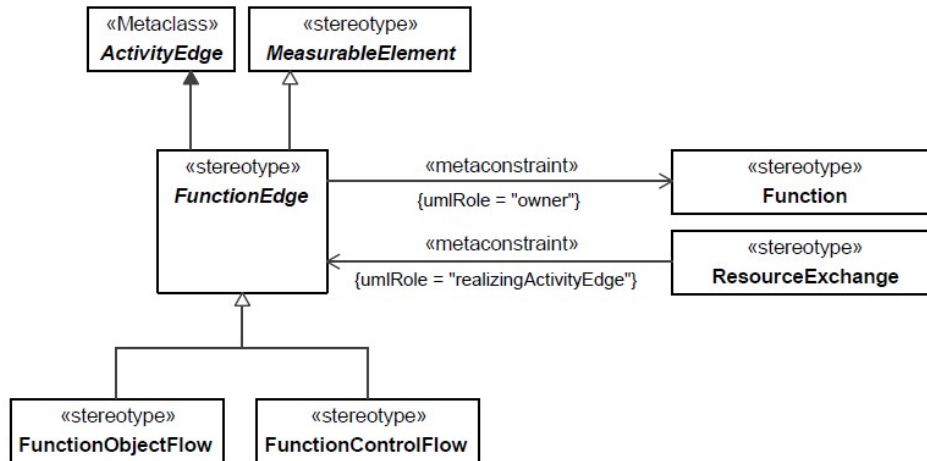 «Metaclass»
ActivityEdge
«stereotype»
MeasurableElement
«stereotype»
FunctionEdge
«metaconstraint»
{umlRole = "owner"}
«stereotype»
Function
«metaconstraint»
{umlRole = "realizingActivityEdge"}
«stereotype»
ResourceExchange
«stereotype»
FunctionObjectFlow
«stereotype»
FunctionControlFlow